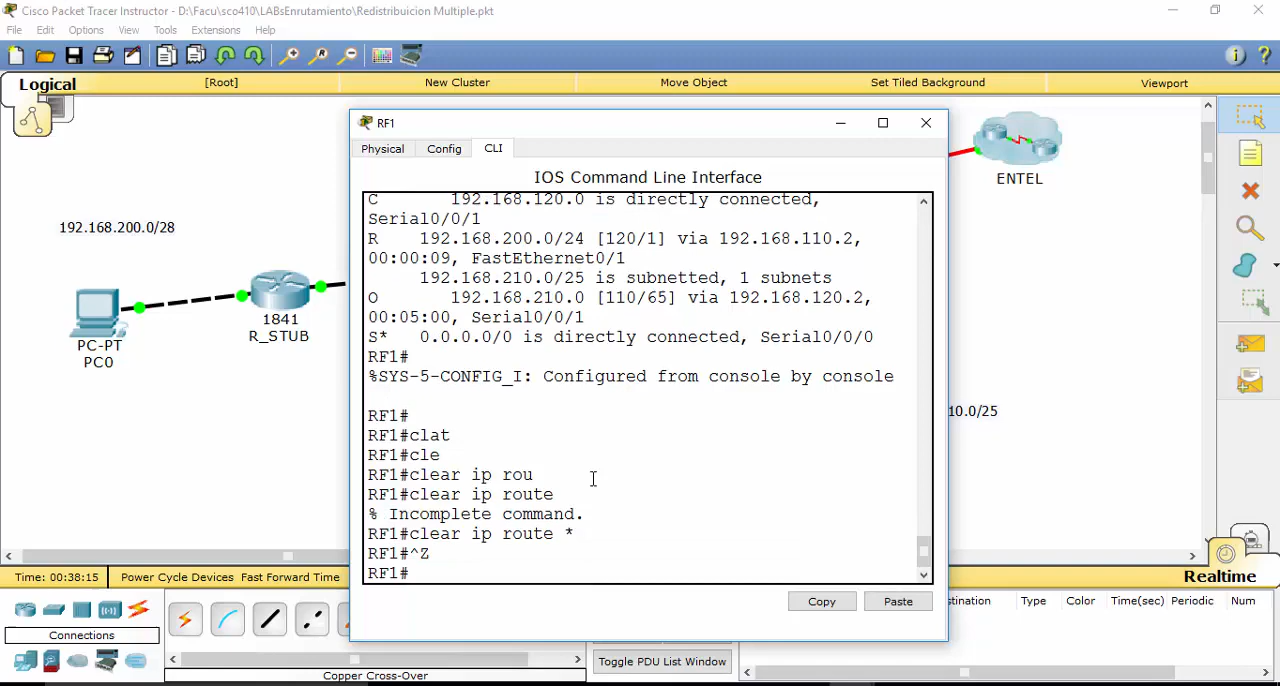 Cisco Packet Tracer Instructor - D:\Facu\sco410\LABsEnrutamiento\Redistribuicion Multiple.pkt
File Edit Options View Tools Extensions Help
Logical [Root] New Cluster Move Object Set Tiled Background Viewport
192.168.200.0/28
PC-PT
PC0
1841
R_STUB
ENTEL
10.0/25
RF1
Physical Config CLI
IOS Command Line Interface
C 192.168.120.0 is directly connected,
Serial0/0/1
R 192.168.200.0/24 [120/1] via 192.168.110.2,
00:00:09, FastEthernet0/1
192.168.210.0/25 is subnetted, 1 subnets
O 192.168.210.0 [110/65] via 192.168.120.2,
00:05:00, Serial0/0/1
S* 0.0.0.0/0 is directly connected, Serial0/0/0
RF1#
%SYS-5-CONFIG_I: Configured from console by console
RF1#
RF1#clat
RF1#cle
RF1#clear ip rou
RF1#clear ip route
% Incomplete command.
RF1#clear ip route *
RF1#^Z
RF1#
Copy Paste
Time: 00:38:15 Power Cycle Devices Fast Forward Time
Realtime
Connections
Copper Cross-Over
Toggle PDU List Window
stination Type Color Time(sec) Periodic Num